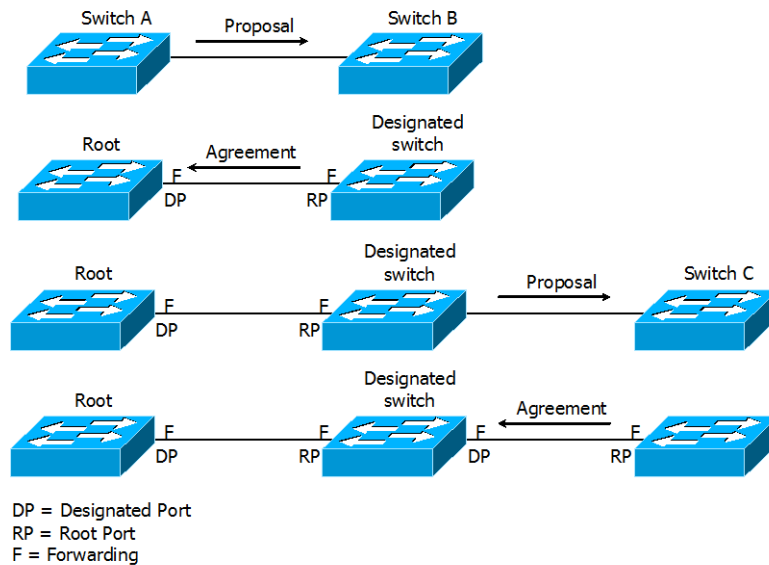 Switch A
Proposal
Switch B
Root
Agreement
Designated
switch
F
F
DP
RP
Root
Designated
switch
Proposal
Switch C
F
F
DP
RP
Root
Designated
switch
Agreement
F
F
F
F
DP
RP
DP
RP
DP = Designated Port
RP = Root Port
F = Forwarding